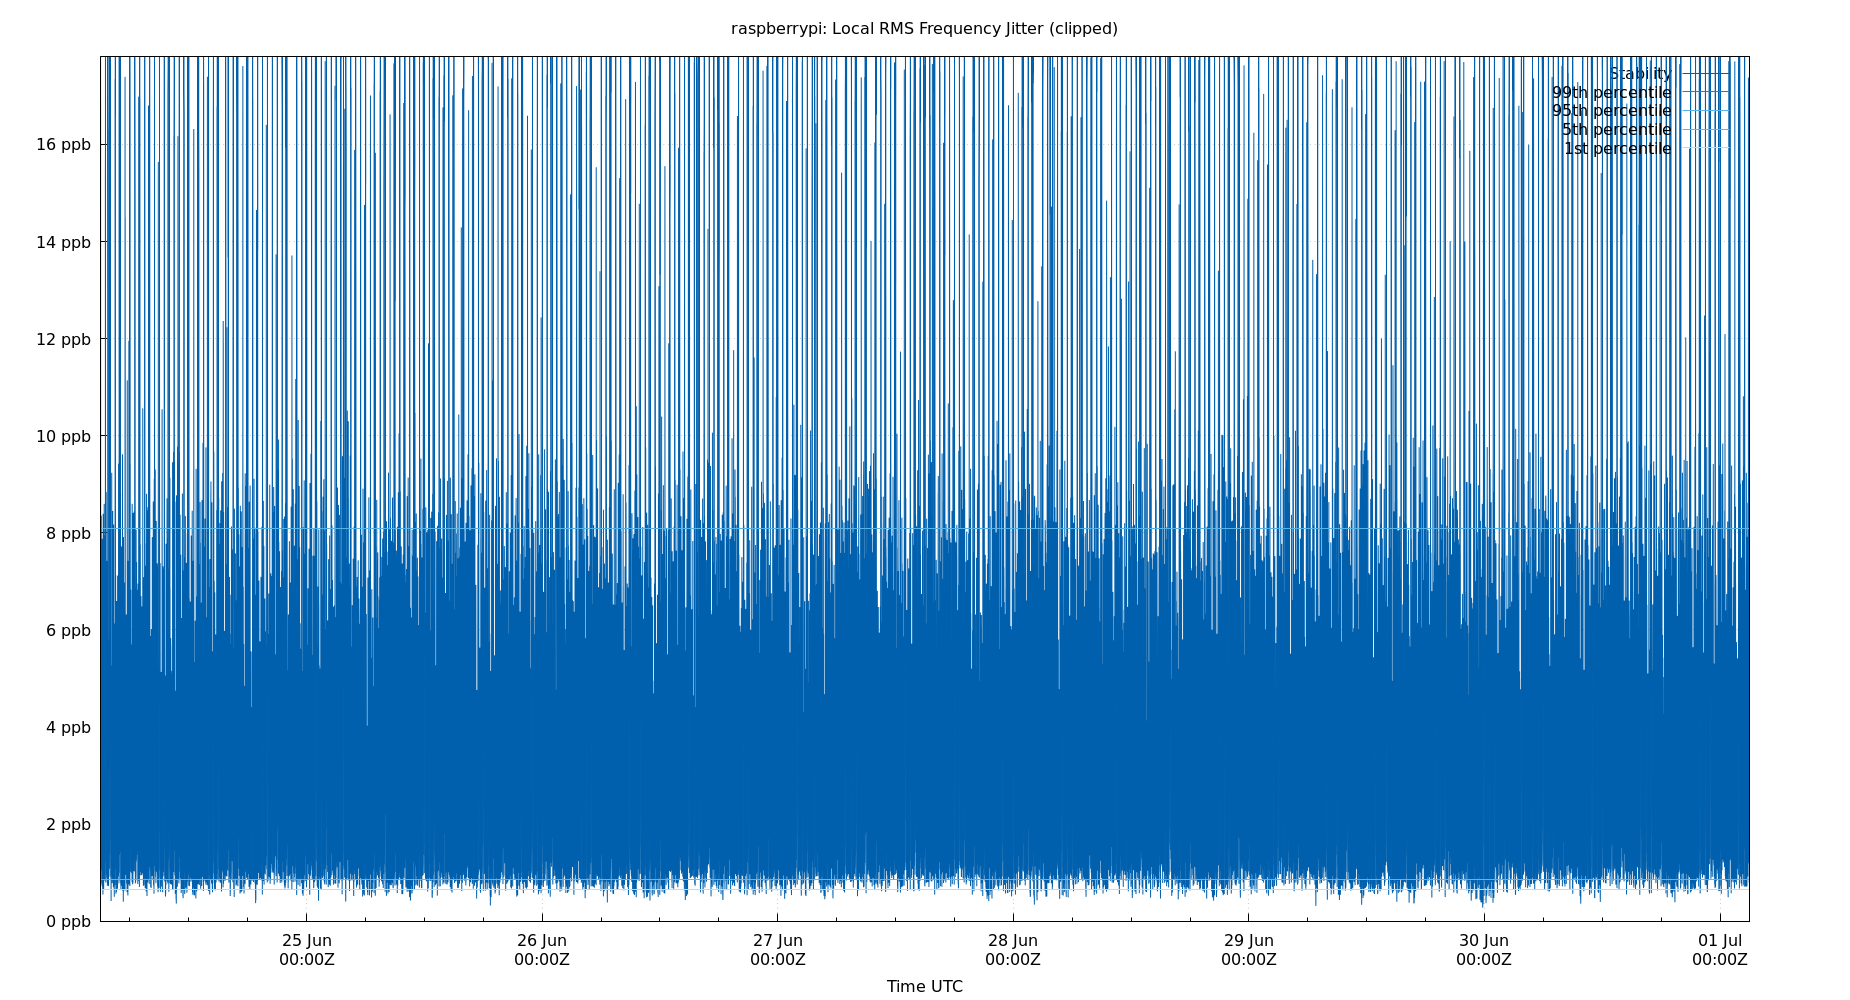 raspberrypi: Local RMS Frequency Jitter (clipped)
Stability
99th percentile
95th percentile
5th percentile
1st percentile
16 ppb
14 ppb
12 ppb
10 ppb
8 ppb
6 ppb
4 ppb
2 ppb
0 ppb
25 Jun 26 Jun 27 Jun 28 Jun 29 Jun 30 Jun 01 Jul
00:00Z 00:00Z 00:00Z 00:00Z 00:00Z 00:00Z 00:00Z
Time UTC